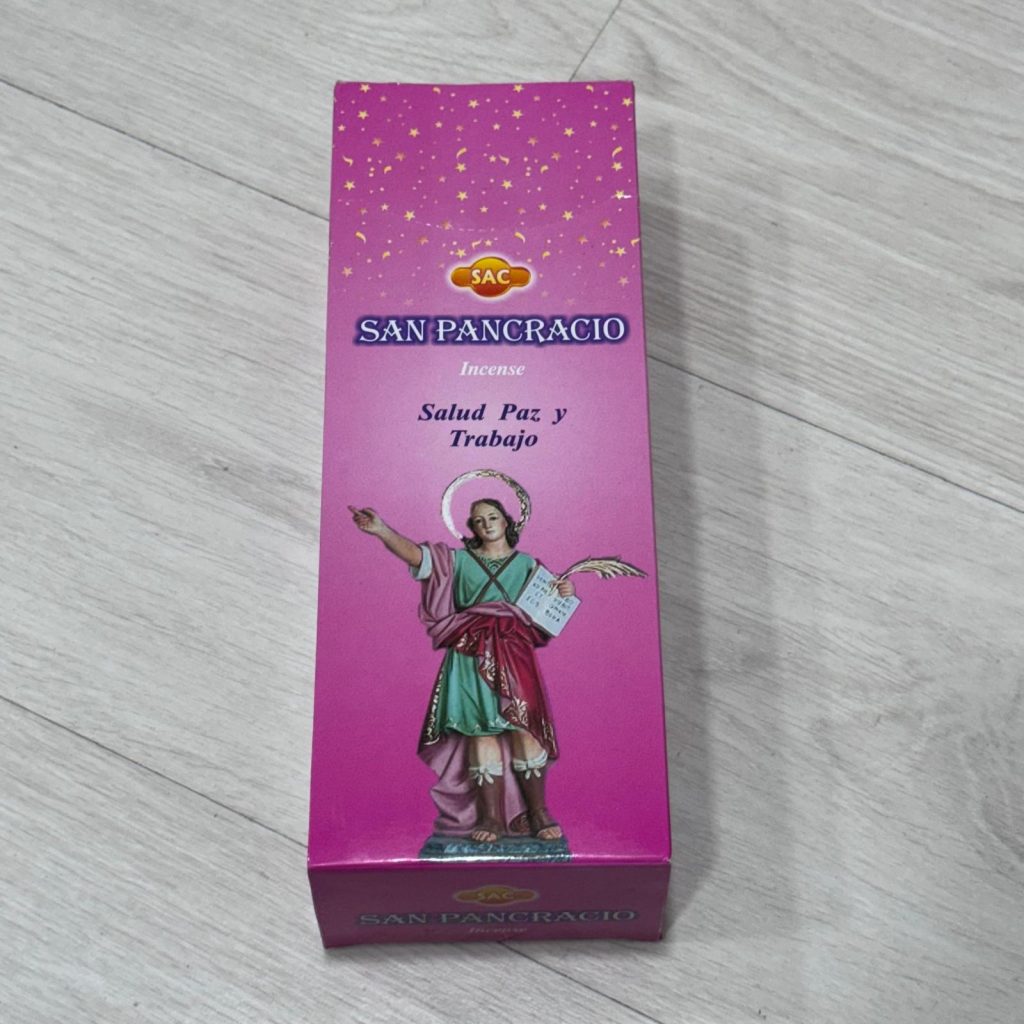 SAC
SAN PANCRACIO
Incense
Salud Paz y
Trabajo
SAC
SAN PANCRACIO
Incense